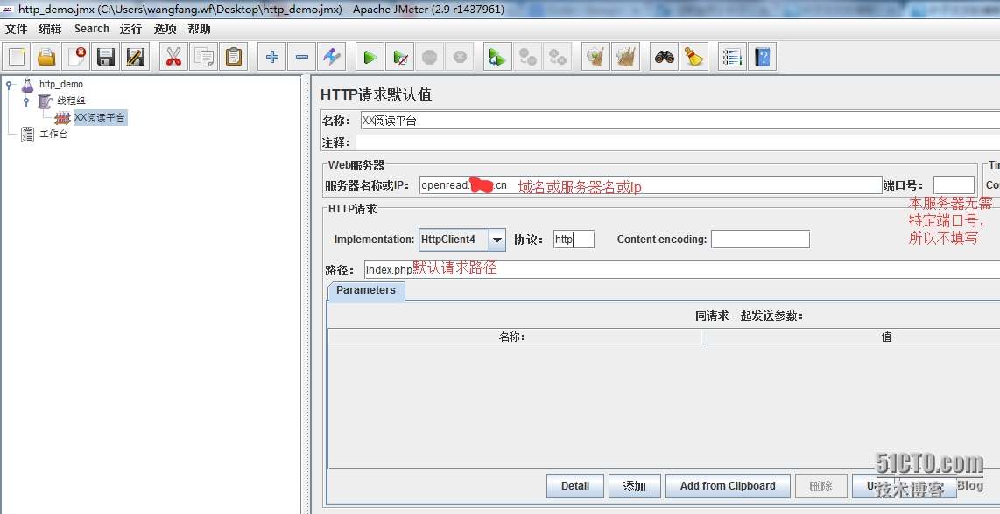 http_demo.jmx (C:\Users\wangfang.wf\Desktop\http_demo.jmx) - Apache JMeter (2.9 r1437961)
文件 编辑 Search 运行 选项 帮助
http_demo
线程组
XX阅读平台
工作台
HTTP请求默认值
名称： XX阅读平台
注释：
Web服务器
服务器名称或IP： openread. .cn 域名或服务器名或ip 端口号：
本服务器无需
特定端口号，
所以不填写
HTTP请求
Implementation: HttpClient4 协议： http Content encoding:
路径： index.php默认请求路径
Parameters
同请求一起发送参数：
名称： 值
Detail 添加 Add from Clipboard 删除
51CTO.com
技术博客 Blog